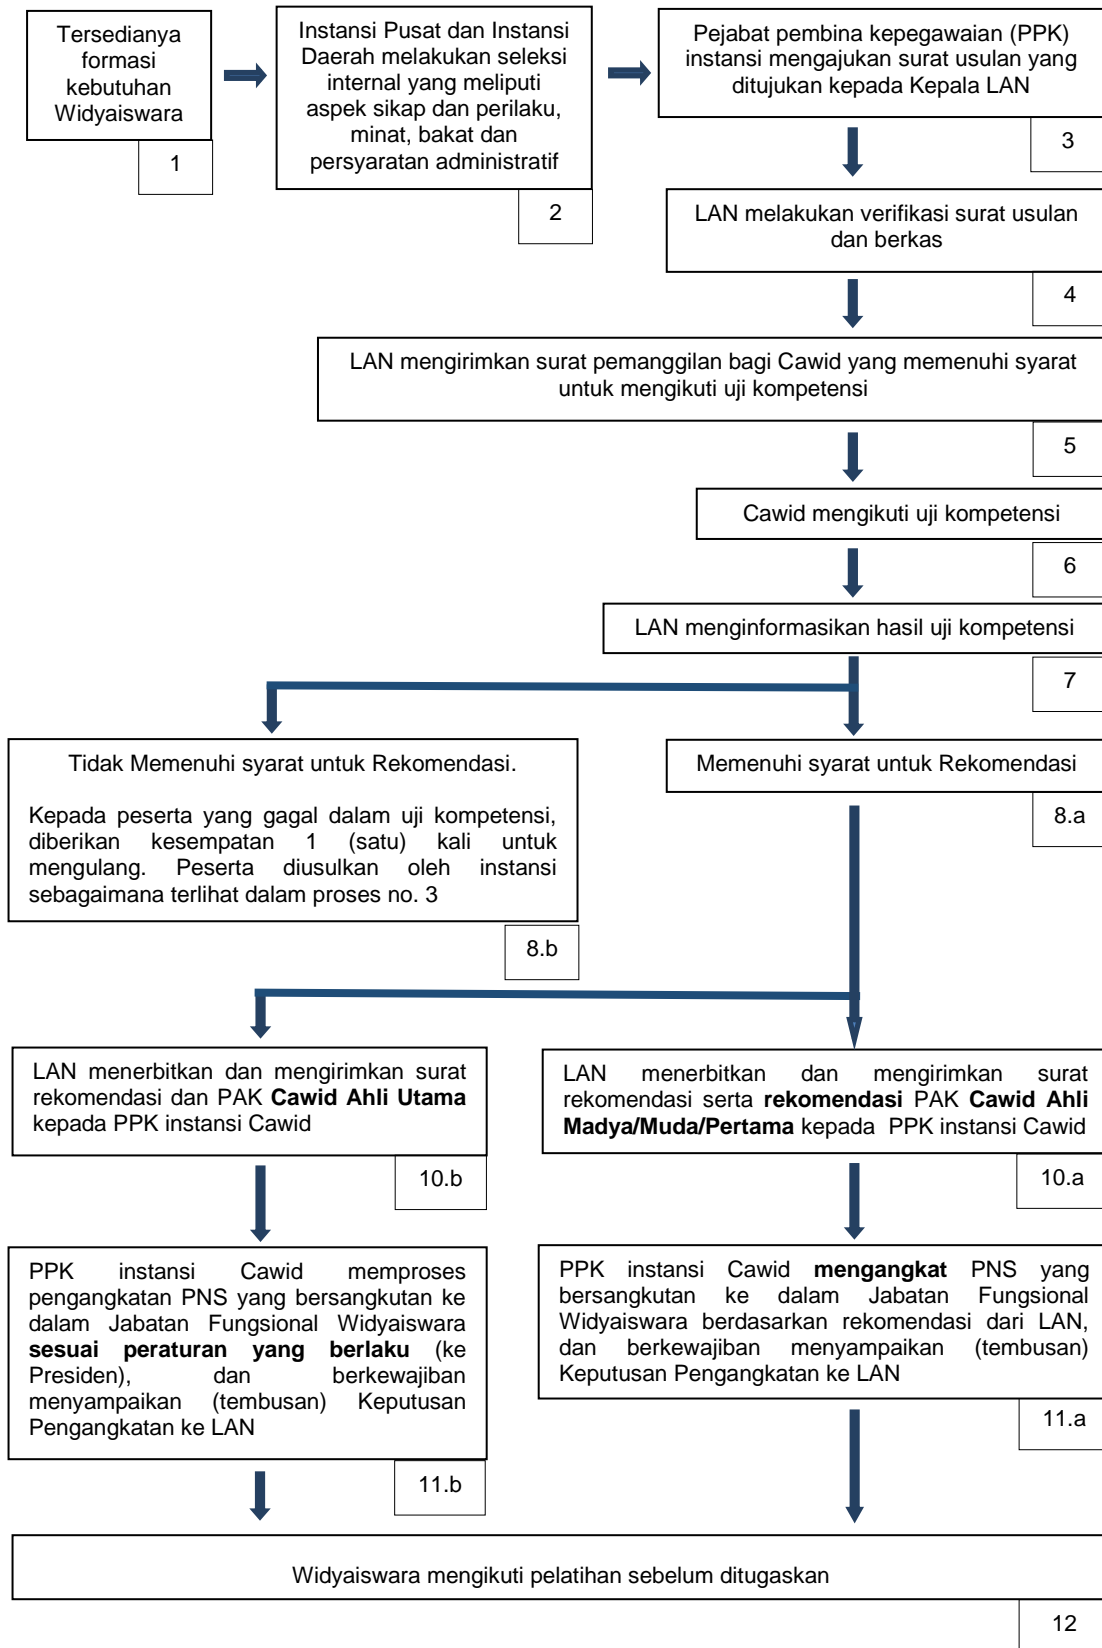 Tersedianya
formasi
kebutuhan
Widyaiswara
1
Instansi Pusat dan Instansi
Daerah melakukan seleksi
internal yang meliputi
aspek sikap dan perilaku,
minat, bakat dan
persyaratan administratif
2
Pejabat pembina kepegawaian (PPK)
instansi mengajukan surat usulan yang
ditujukan kepada Kepala LAN
3
LAN melakukan verifikasi surat usulan
dan berkas
4
LAN mengirimkan surat pemanggilan bagi Cawid yang memenuhi syarat
untuk mengikuti uji kompetensi
5
Cawid mengikuti uji kompetensi
6
LAN menginformasikan hasil uji kompetensi
7
Tidak Memenuhi syarat untuk Rekomendasi.
Kepada peserta yang gagal dalam uji kompetensi,
diberikan kesempatan 1 (satu) kali untuk
mengulang. Peserta diusulkan oleh instansi
sebagaimana terlihat dalam proses no. 3
8.b
Memenuhi syarat untuk Rekomendasi
8.a
LAN menerbitkan dan mengirimkan surat
rekomendasi dan PAK Cawid Ahli Utama
kepada PPK instansi Cawid
10.b
LAN menerbitkan dan mengirimkan surat
rekomendasi serta rekomendasi PAK Cawid Ahli
Madya/Muda/Pertama kepada PPK instansi Cawid
10.a
PPK instansi Cawid memproses
pengangkatan PNS yang bersangkutan ke
dalam Jabatan Fungsional Widyaiswara
sesuai peraturan yang berlaku (ke
Presiden), dan berkewajiban
menyampaikan (tembusan) Keputusan
Pengangkatan ke LAN
11.b
PPK instansi Cawid mengangkat PNS yang
bersangkutan ke dalam Jabatan Fungsional
Widyaiswara berdasarkan rekomendasi dari LAN,
dan berkewajiban menyampaikan (tembusan)
Keputusan Pengangkatan ke LAN
11.a
Widyaiswara mengikuti pelatihan sebelum ditugaskan
12